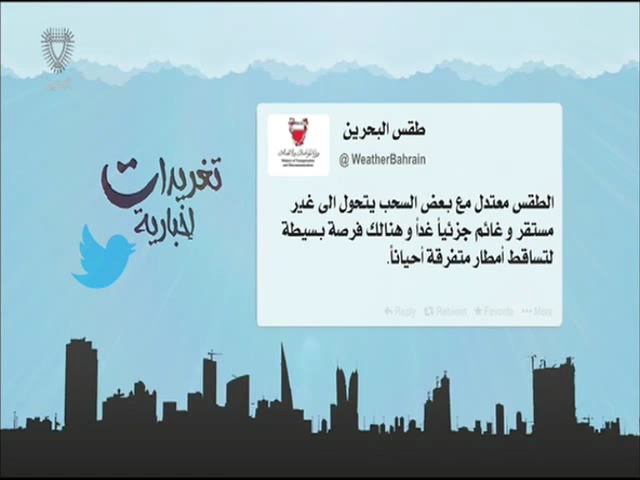 تغريدات
إخبارية
طقس البحرين
@ WeatherBahrain
الطقس معتدل مع بعض السحب يتحول الى غير
مستقر و غائم جزئياً غداً و هنالك فرصة بسيطة
لتساقط أمطار متفرقة أحياناً.
Reply Retweet Favorite More